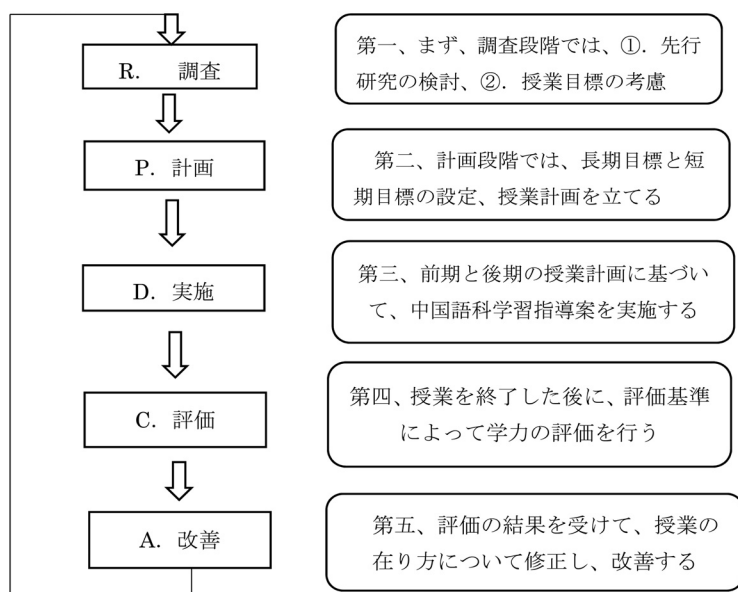 R. 調査
第一、まず、調査段階では、①．先行
研究の検討、②．授業目標の考慮
P. 計画
第二、計画段階では、長期目標と短
期目標の設定、授業計画を立てる
D. 実施
第三、前期と後期の授業計画に基づい
て、中国語科学習指導案を実施する
C. 評価
第四、授業を終了した後に、評価基準
によって学力の評価を行う
A. 改善
第五、評価の結果を受けて、授業の
在り方について修正し、改善する